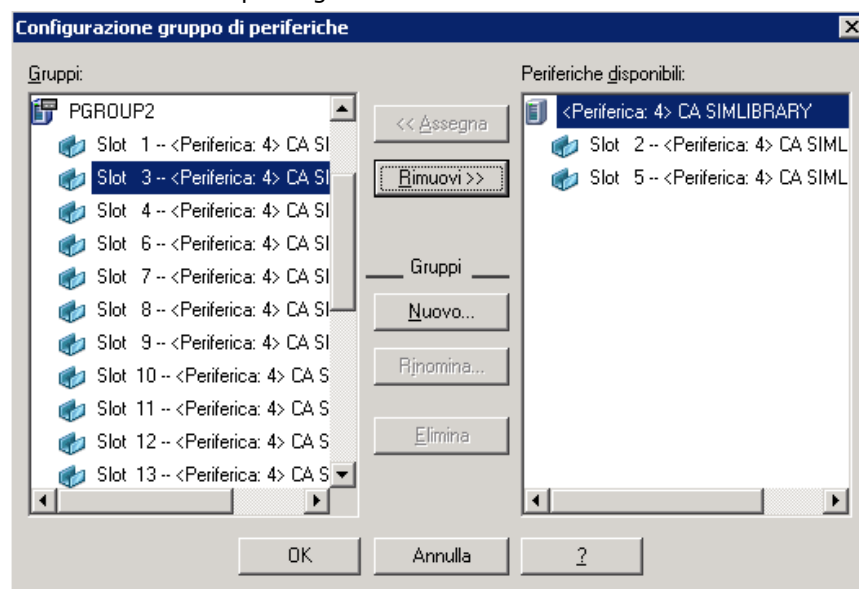 Configurazione gruppo di periferiche
Gruppi:
PGROUP2
Slot 1 -- <Periferica: 4> CA SI
Slot 3 -- <Periferica: 4> CA SI
Slot 4 -- <Periferica: 4> CA SI
Slot 6 -- <Periferica: 4> CA SI
Slot 7 -- <Periferica: 4> CA SI
Slot 8 -- <Periferica: 4> CA SI
Slot 9 -- <Periferica: 4> CA SI
Slot 10 -- <Periferica: 4> CA S
Slot 11 -- <Periferica: 4> CA S
Slot 12 -- <Periferica: 4> CA S
Slot 13 -- <Periferica: 4> CA S
<< Assegna
Rimuovi >>
Gruppi
Nuovo...
Rinomina...
Elimina
Periferiche disponibili:
<Periferica: 4> CA SIMLIBRARY
Slot 2 -- <Periferica: 4> CA SIML
Slot 5 -- <Periferica: 4> CA SIML
OK
Annulla
?